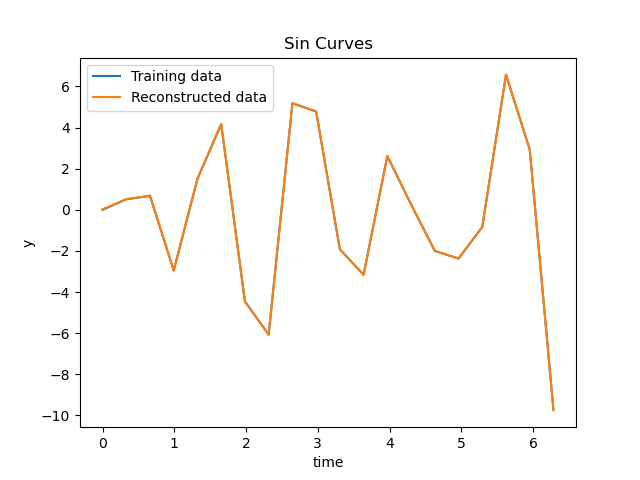 Sin Curves
Training data
Reconstructed data
6
4
2
0
−2
−4
−6
−8
−10
y
0 1 2 3 4 5 6
time